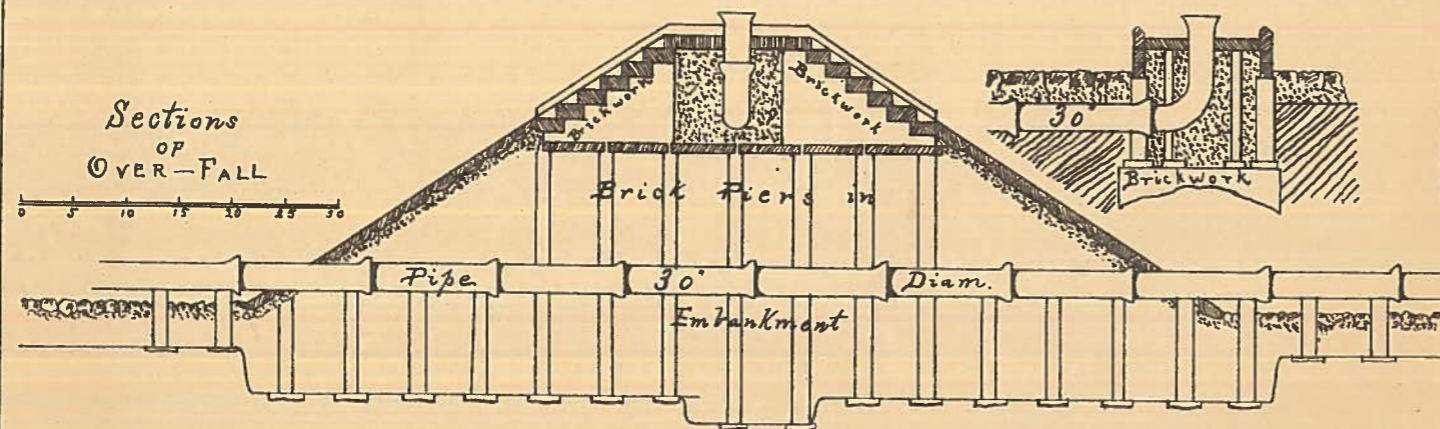 Sections
OF
OVER-FALL
0 5 10 15 20 25 30
Brickwork
Brickwork
Brick Piers in
Pipe 30" Diam.
Embankment
30"
Brickwork